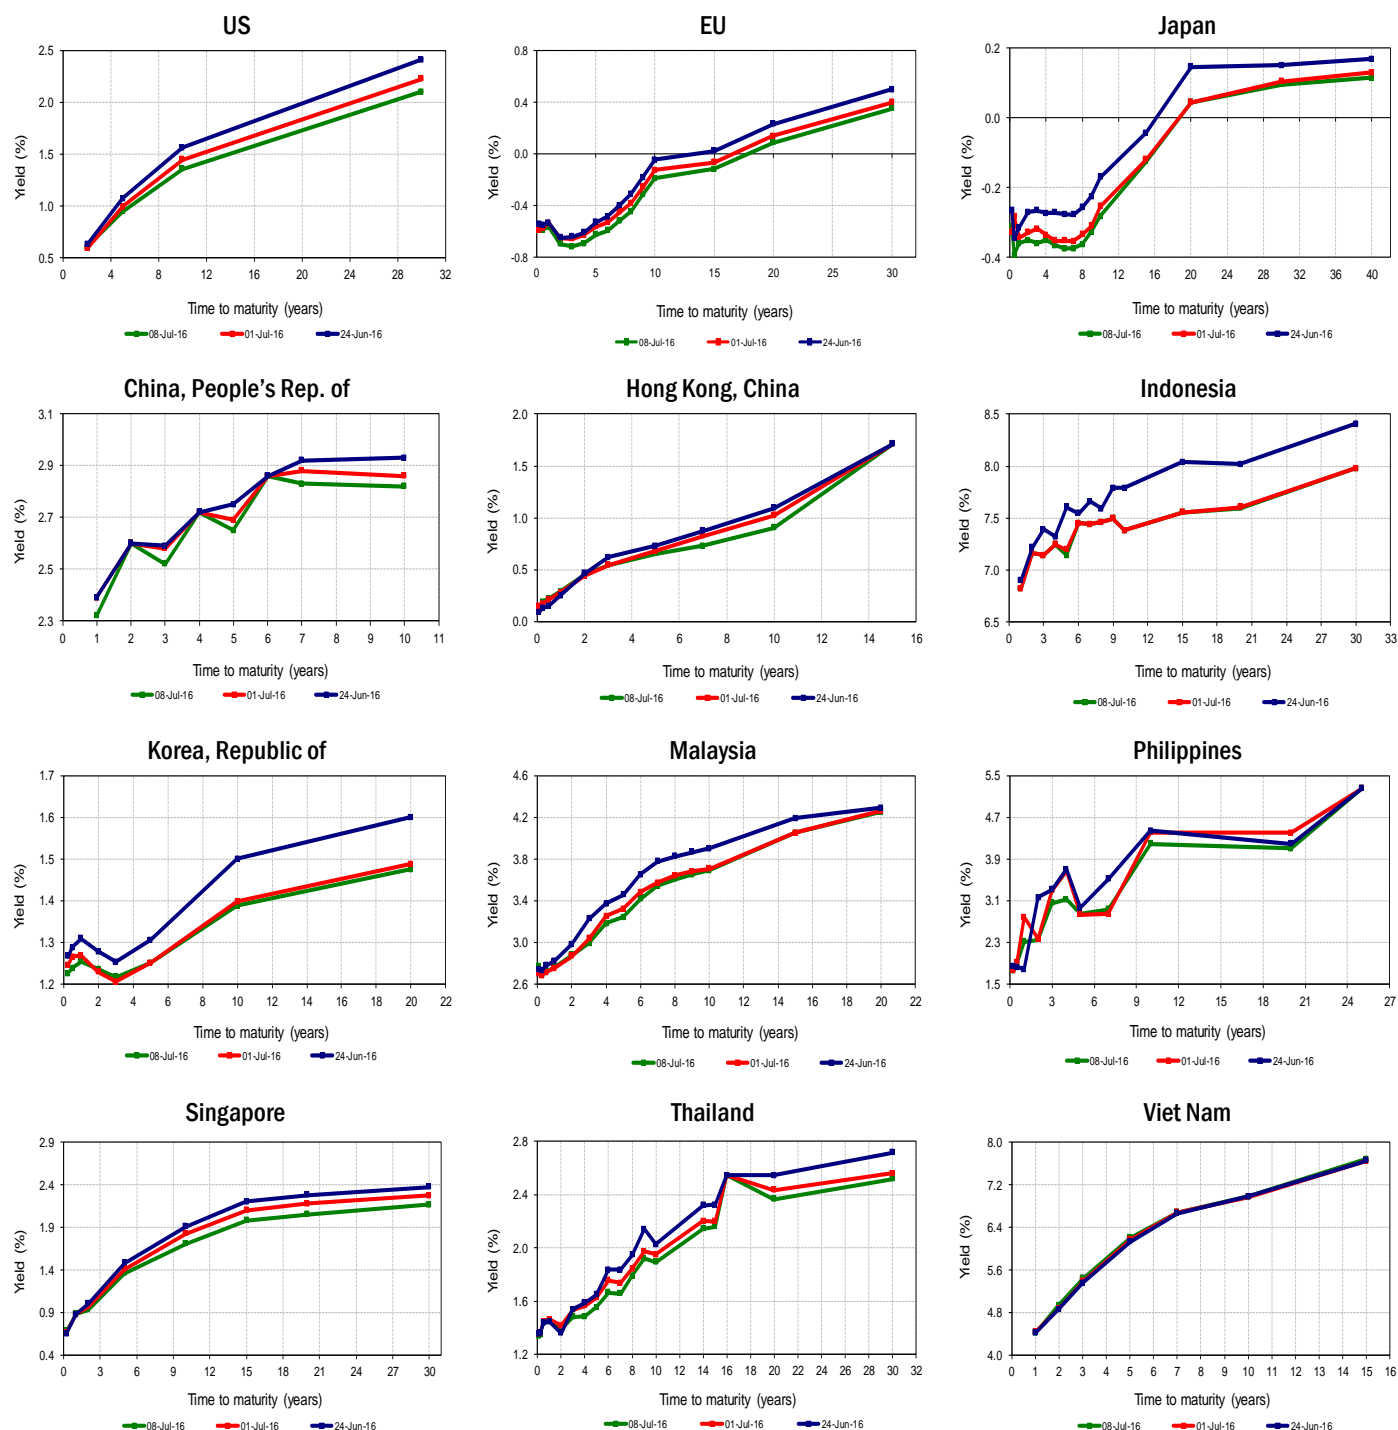 US
2.5
2.0
1.5
1.0
0.5
Yield (%)
0 4 8 12 16 20 24 28 32
Time to maturity (years)
08-Jul-16 01-Jul-16 24-Jun-16
EU
0.8
0.4
0.0
-0.4
-0.8
Yield (%)
0 5 10 15 20 25 30
Time to maturity (years)
08-Jul-16 01-Jul-16 24-Jun-16
Japan
0.2
0.0
-0.2
-0.4
Yield (%)
0 4 8 12 16 20 24 28 32 36 40
Time to maturity (years)
08-Jul-16 01-Jul-16 24-Jun-16
China, People's Rep. of
3.1
2.9
2.7
2.5
2.3
Yield (%)
0 1 2 3 4 5 6 7 8 9 10 11
Time to maturity (years)
08-Jul-16 01-Jul-16 24-Jun-16
Hong Kong, China
2.0
1.5
1.0
0.5
0.0
Yield (%)
0 2 4 6 8 10 12 14 16
Time to maturity (years)
08-Jul-16 01-Jul-16 24-Jun-16
Indonesia
8.5
8.0
7.5
7.0
6.5
Yield (%)
0 3 6 9 12 15 18 21 24 27 30 33
Time to maturity (years)
08-Jul-16 01-Jul-16 24-Jun-16
Korea, Republic of
1.7
1.6
1.5
1.4
1.3
1.2
Yield (%)
0 2 4 6 8 10 12 14 16 18 20 22
Time to maturity (years)
08-Jul-16 01-Jul-16 24-Jun-16
Malaysia
4.6
4.2
3.8
3.4
3.0
2.6
Yield (%)
0 2 4 6 8 10 12 14 16 18 20 22
Time to maturity (years)
08-Jul-16 01-Jul-16 24-Jun-16
Philippines
5.5
4.7
3.9
3.1
2.3
1.5
Yield (%)
0 3 6 9 12 15 18 21 24 27
Time to maturity (years)
08-Jul-16 01-Jul-16 24-Jun-16
Singapore
2.9
2.4
1.9
1.4
0.9
0.4
Yield (%)
0 3 6 9 12 15 18 21 24 27 30
Time to maturity (years)
08-Jul-16 01-Jul-16 24-Jun-16
Thailand
2.8
2.4
2.0
1.6
1.2
Yield (%)
0 2 4 6 8 10 12 14 16 18 20 22 24 26 28 30 32
Time to maturity (years)
08-Jul-16 01-Jul-16 24-Jun-16
Viet Nam
8.0
7.2
6.4
5.6
4.8
4.0
Yield (%)
0 1 2 3 4 5 6 7 8 9 10 11 12 13 14 15 16
Time to maturity (years)
08-Jul-16 01-Jul-16 24-Jun-16